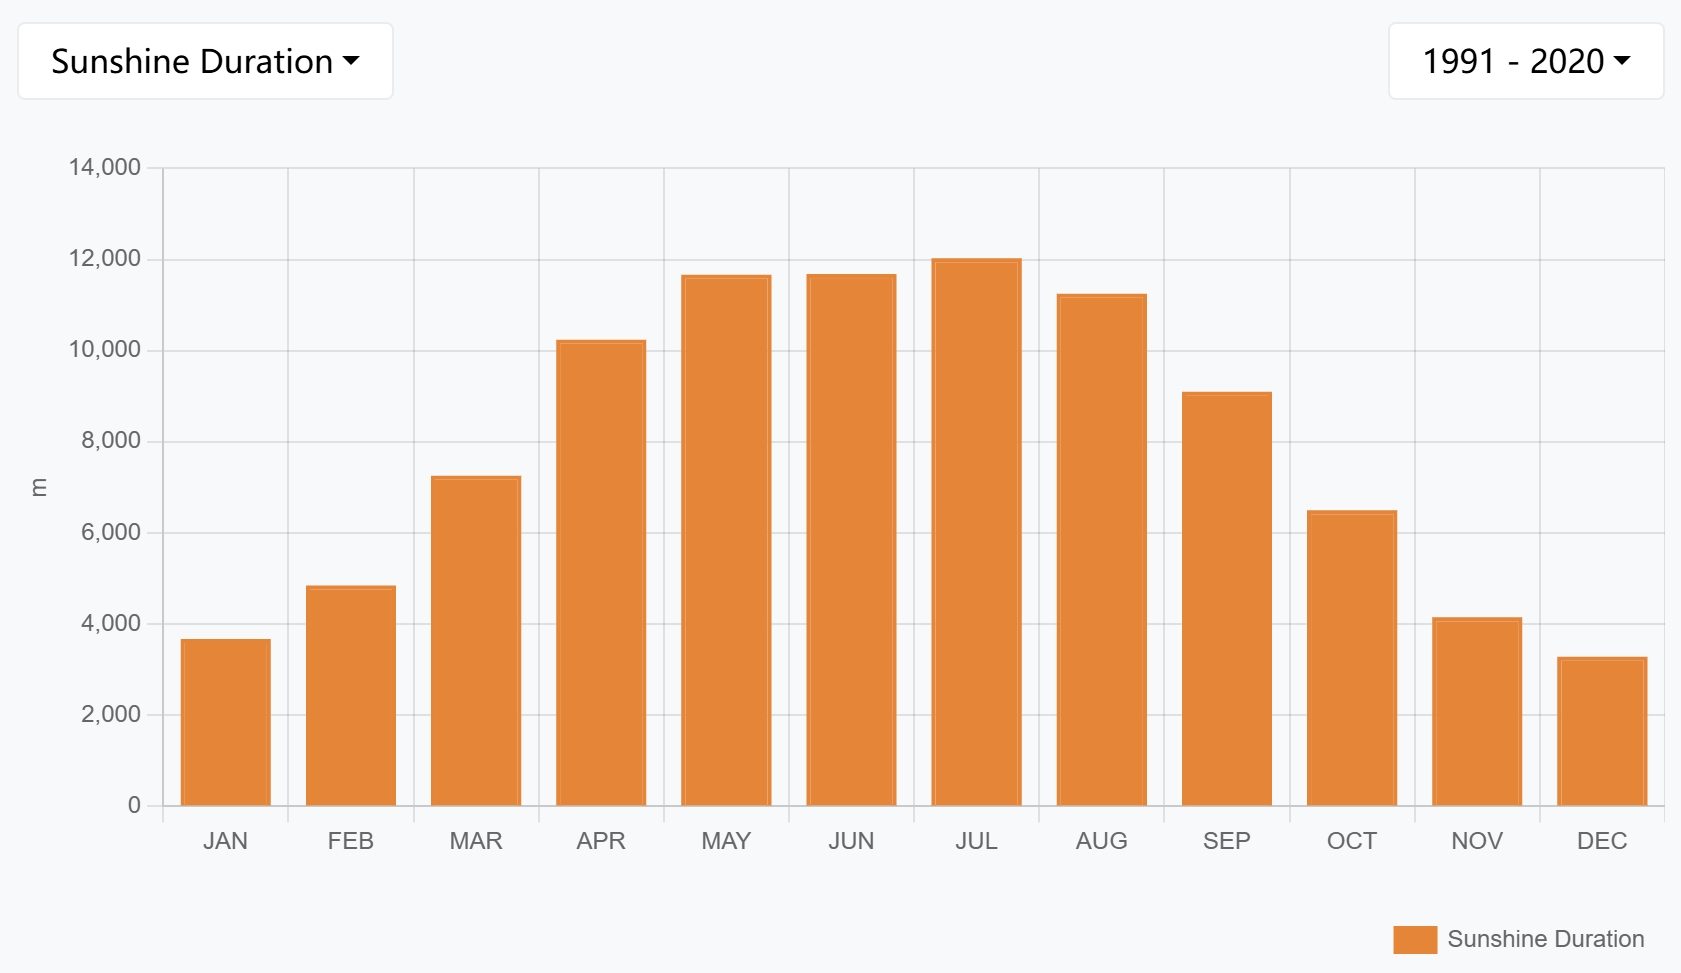 Sunshine Duration
1991 - 2020
14,000
12,000
10,000
8,000
6,000
4,000
2,000
0
m
JAN FEB MAR APR MAY JUN JUL AUG SEP OCT NOV DEC
Sunshine Duration